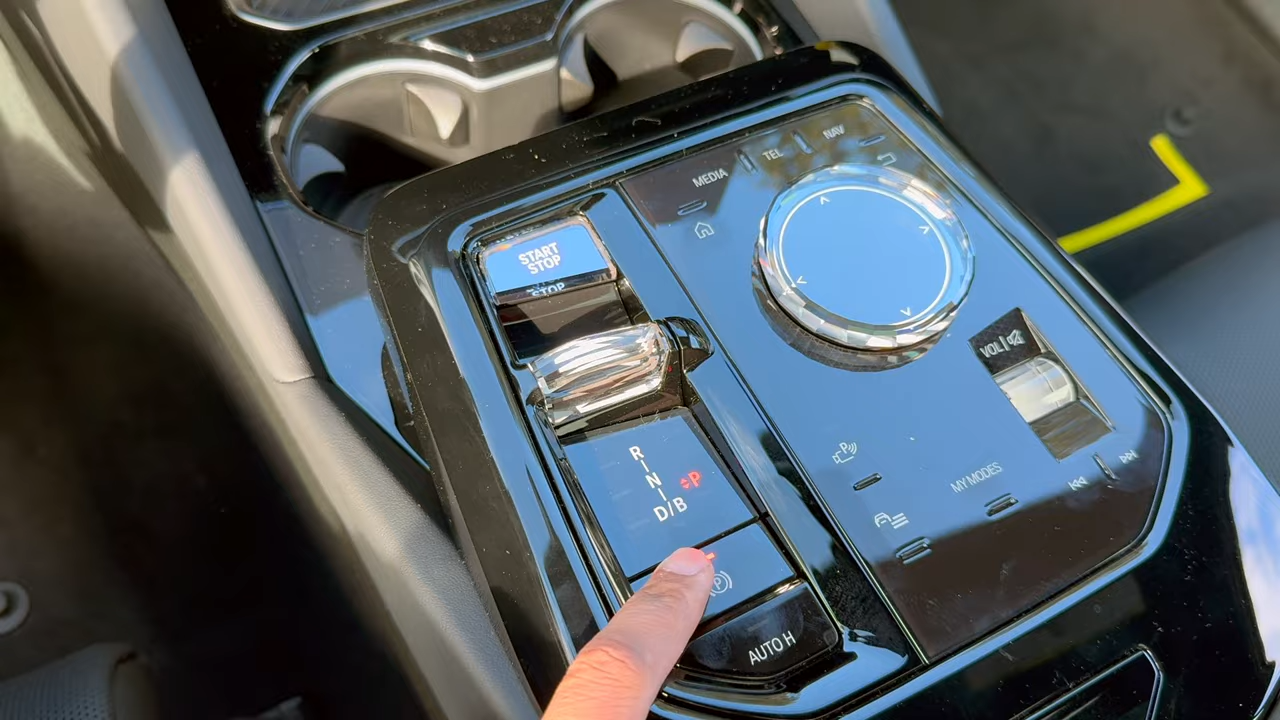 NAV
TEL
MEDIA
START
STOP
STOP
VOL
R
N
P
D/B
P
MY MODES
P
AUTO H